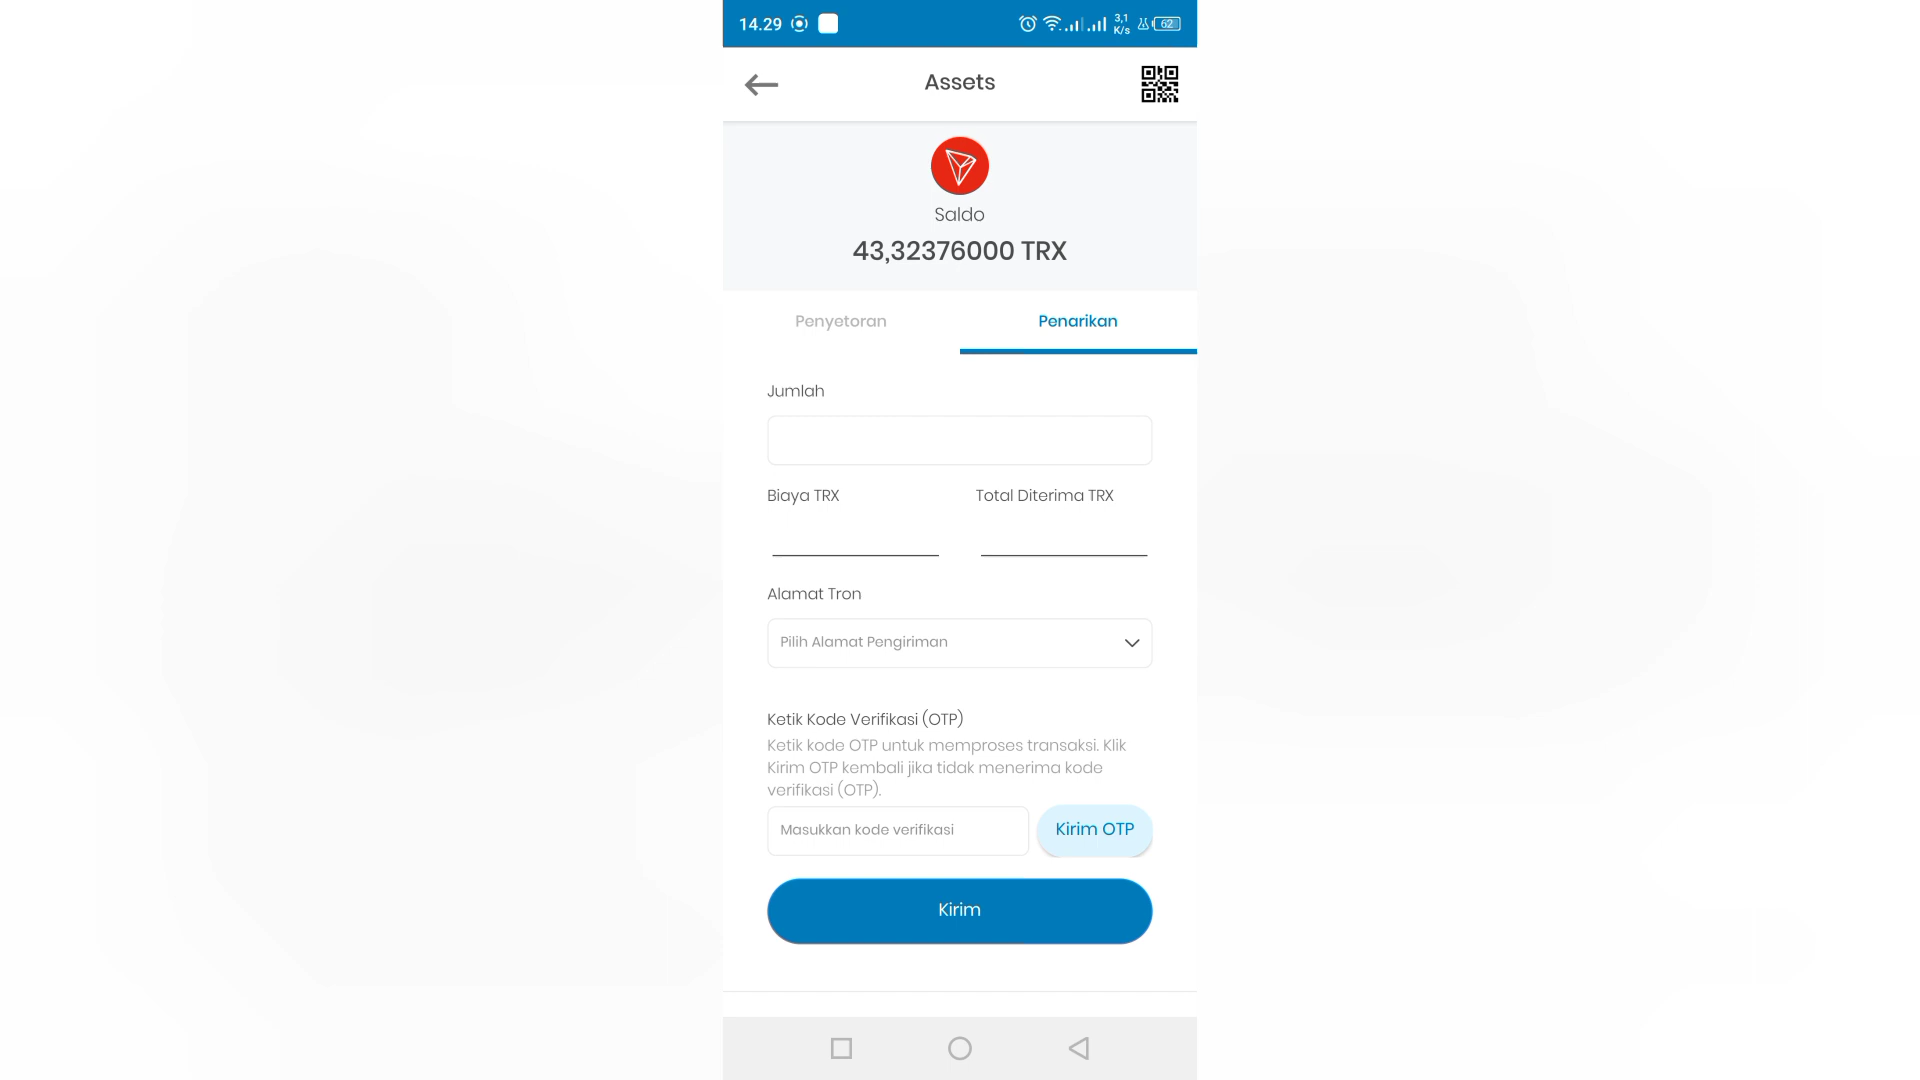 14.29 3,1 K/s 62
Assets
Saldo
43,32376000 TRX
Penyetoran Penarikan
Jumlah
Biaya TRX Total Diterima TRX
Alamat Tron
Pilih Alamat Pengiriman
Ketik Kode Verifikasi (OTP)
Ketik kode OTP untuk memproses transaksi. Klik
Kirim OTP kembali jika tidak menerima kode
verifikasi (OTP).
Masukkan kode verifikasi Kirim OTP
Kirim